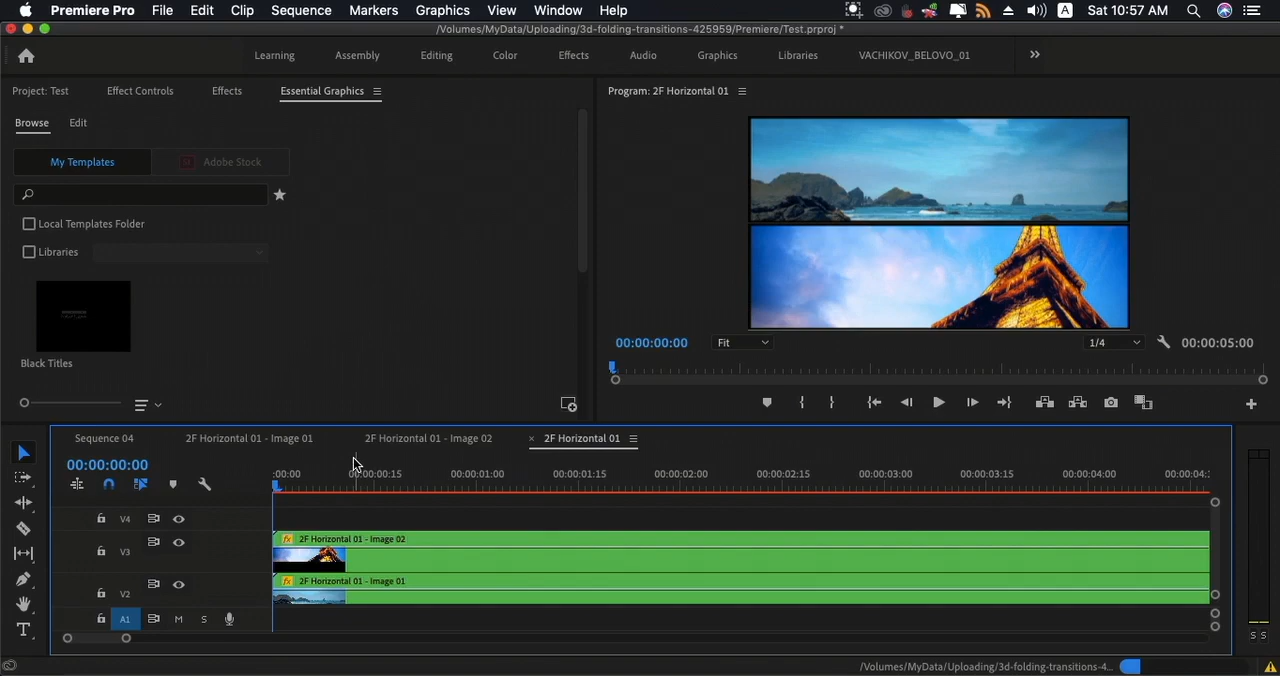 Premiere Pro File Edit Clip Sequence Markers Graphics View Window Help A Sat 10:57 AM
/Volumes/MyData/Uploading/3d-folding-transitions-425959/Premiere/Test.prproj *
Learning Assembly Editing Color Effects Audio Graphics Libraries VACHIKOV_BELOVO_01
Project: Test Effect Controls Effects Essential Graphics
Program: 2F Horizontal 01
Browse Edit
My Templates St Adobe Stock
Local Templates Folder
Libraries
Black Titles
00:00:00:00 Fit 1/4 00:00:05:00
Sequence 04 2F Horizontal 01 - Image 01 2F Horizontal 01 - Image 02 × 2F Horizontal 01
00:00:00:00
:00:00 00:00:00:15 00:00:01:00 00:00:01:15 00:00:02:00 00:00:02:15 00:00:03:00 00:00:03:15 00:00:04:00 00:00:04:
V4
fx 2F Horizontal 01 - Image 02
V3
fx 2F Horizontal 01 - Image 01
V2
A1 M S
T
S S
/Volumes/MyData/Uploading/3d-folding-transitions-4...